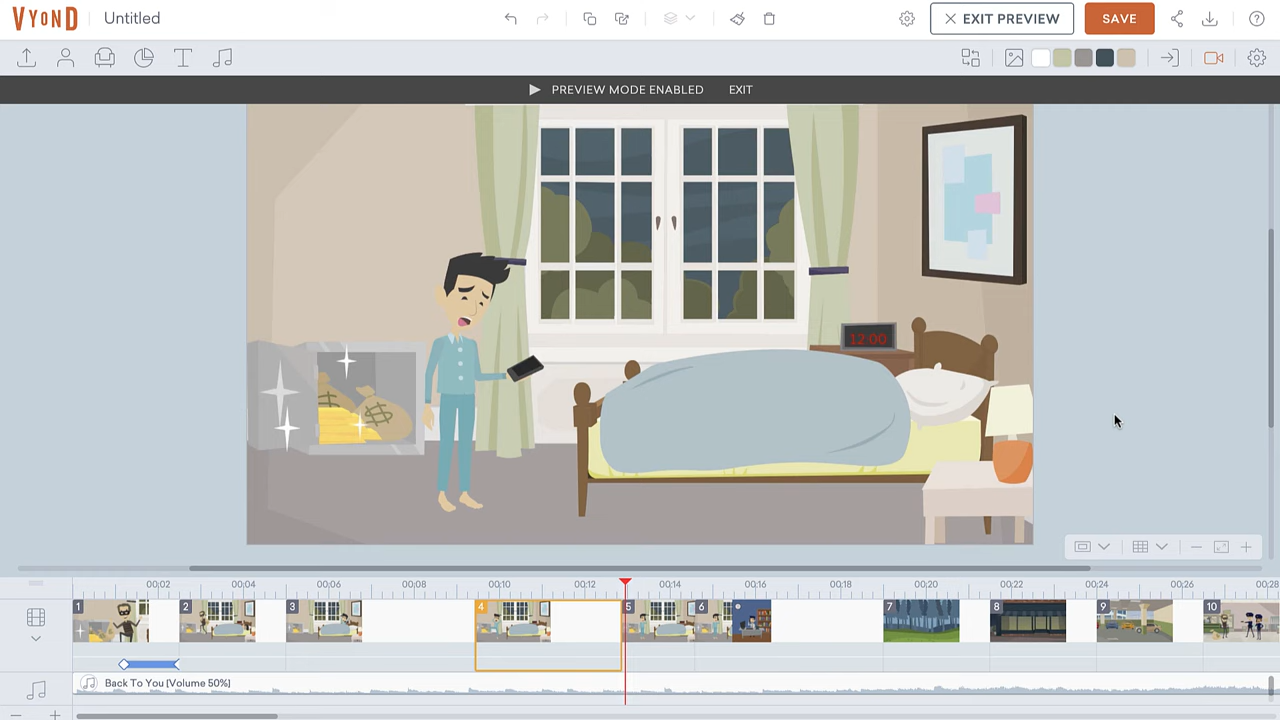 VYOND Untitled EXIT PREVIEW SAVE
PREVIEW MODE ENABLED EXIT
12:00
$ $
00:02 00:04 00:06 00:08 00:10 00:12 00:14 00:16 00:18 00:20 00:22 00:24 00:26 00:28
1 2 3 4 5 6 7 8 9 10
Back To You [Volume 50%]